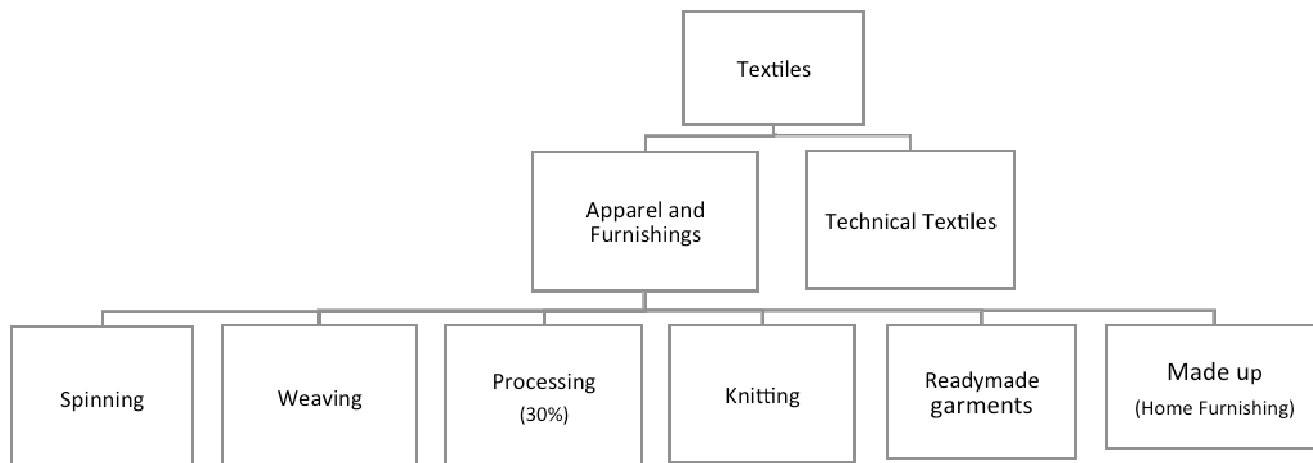 Textiles
Apparel and
Furnishings
Technical Textiles
Spinning
Weaving
Processing
(30%)
Knitting
Readymade
garments
Made up
(Home Furnishing)